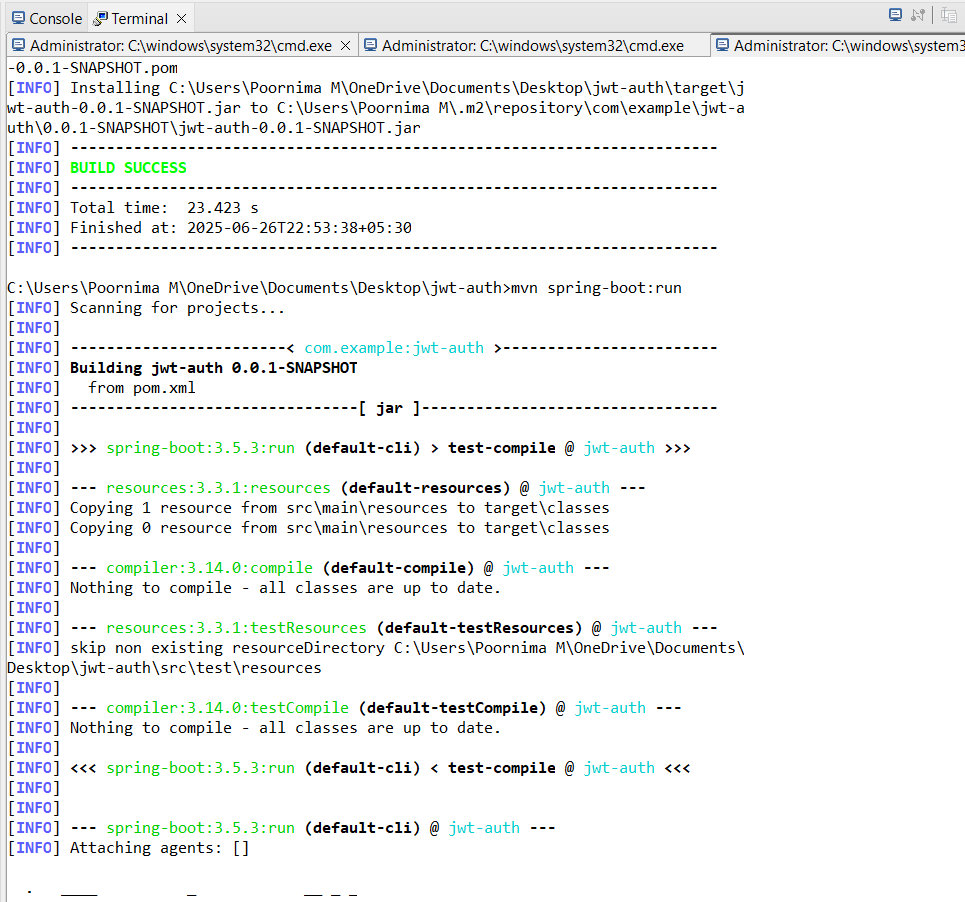 Console Terminal
Administrator: C:\windows\system32\cmd.exe Administrator: C:\windows\system32\cmd.exe Administrator: C:\windows\system3
-0.0.1-SNAPSHOT.pom
[INFO] Installing C:\Users\Poornima M\OneDrive\Documents\Desktop\jwt-auth\target\j
wt-auth-0.0.1-SNAPSHOT.jar to C:\Users\Poornima M\.m2\repository\com\example\jwt-a
uth\0.0.1-SNAPSHOT\jwt-auth-0.0.1-SNAPSHOT.jar
[INFO] ------------------------------------------------------------------------
[INFO] BUILD SUCCESS
[INFO] ------------------------------------------------------------------------
[INFO] Total time:  23.423 s
[INFO] Finished at: 2025-06-26T22:53:38+05:30
[INFO] ------------------------------------------------------------------------
C:\Users\Poornima M\OneDrive\Documents\Desktop\jwt-auth>mvn spring-boot:run
[INFO] Scanning for projects...
[INFO]
[INFO] ------------------------< com.example:jwt-auth >------------------------
[INFO] Building jwt-auth 0.0.1-SNAPSHOT
[INFO]   from pom.xml
[INFO] --------------------------------[ jar ]---------------------------------
[INFO]
[INFO] >>> spring-boot:3.5.3:run (default-cli) > test-compile @ jwt-auth >>>
[INFO]
[INFO] --- resources:3.3.1:resources (default-resources) @ jwt-auth ---
[INFO] Copying 1 resource from src\main\resources to target\classes
[INFO] Copying 0 resource from src\main\resources to target\classes
[INFO]
[INFO] --- compiler:3.14.0:compile (default-compile) @ jwt-auth ---
[INFO] Nothing to compile - all classes are up to date.
[INFO]
[INFO] --- resources:3.3.1:testResources (default-testResources) @ jwt-auth ---
[INFO] skip non existing resourceDirectory C:\Users\Poornima M\OneDrive\Documents\
Desktop\jwt-auth\src\test\resources
[INFO]
[INFO] --- compiler:3.14.0:testCompile (default-testCompile) @ jwt-auth ---
[INFO] Nothing to compile - all classes are up to date.
[INFO]
[INFO] <<< spring-boot:3.5.3:run (default-cli) < test-compile @ jwt-auth <<<
[INFO]
[INFO]
[INFO] --- spring-boot:3.5.3:run (default-cli) @ jwt-auth ---
[INFO] Attaching agents: []
  .   ____          _            __ _ _